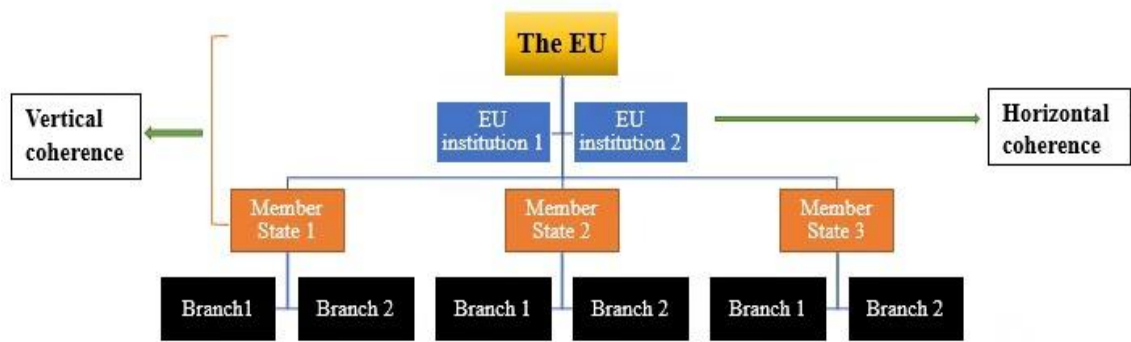 The EU
Vertical
coherence
EU
institution 1
EU
institution 2
Horizontal
coherence
Member
State 1
Member
State 2
Member
State 3
Branch1
Branch 2
Branch 1
Branch 2
Branch 1
Branch 2